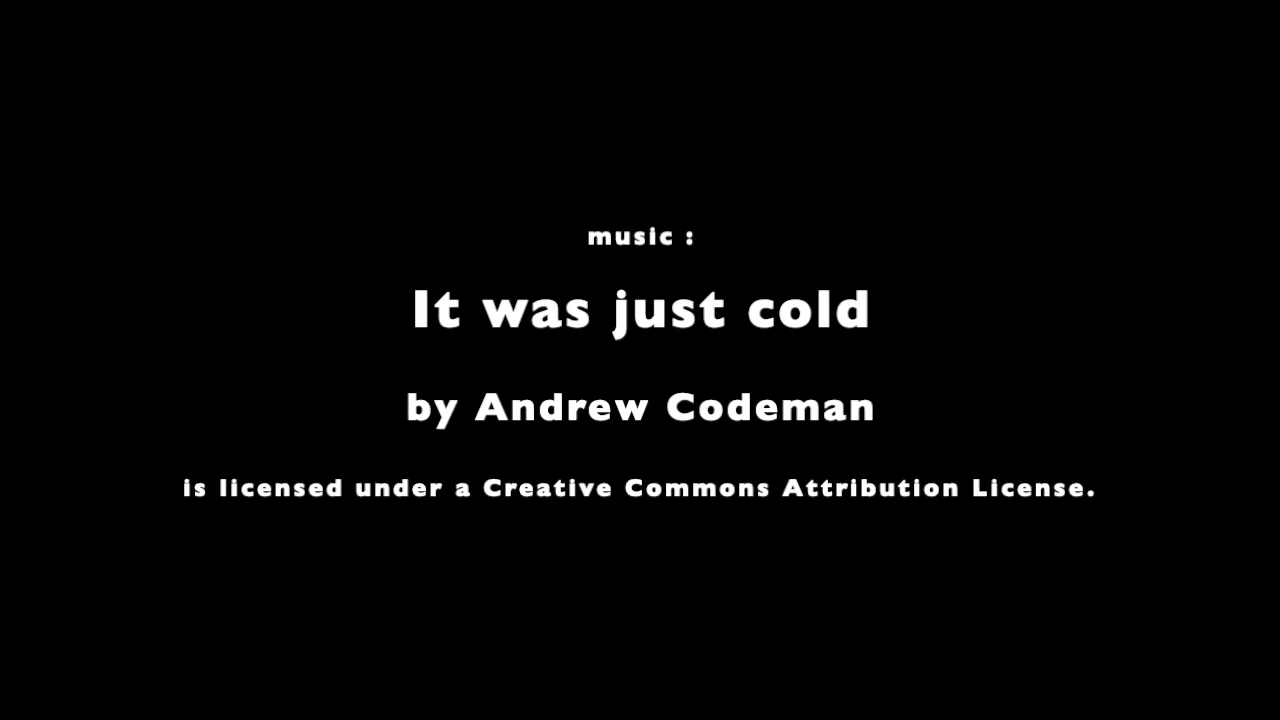 music :
It was just cold
by Andrew Codeman
is licensed under a Creative Commons Attribution License.